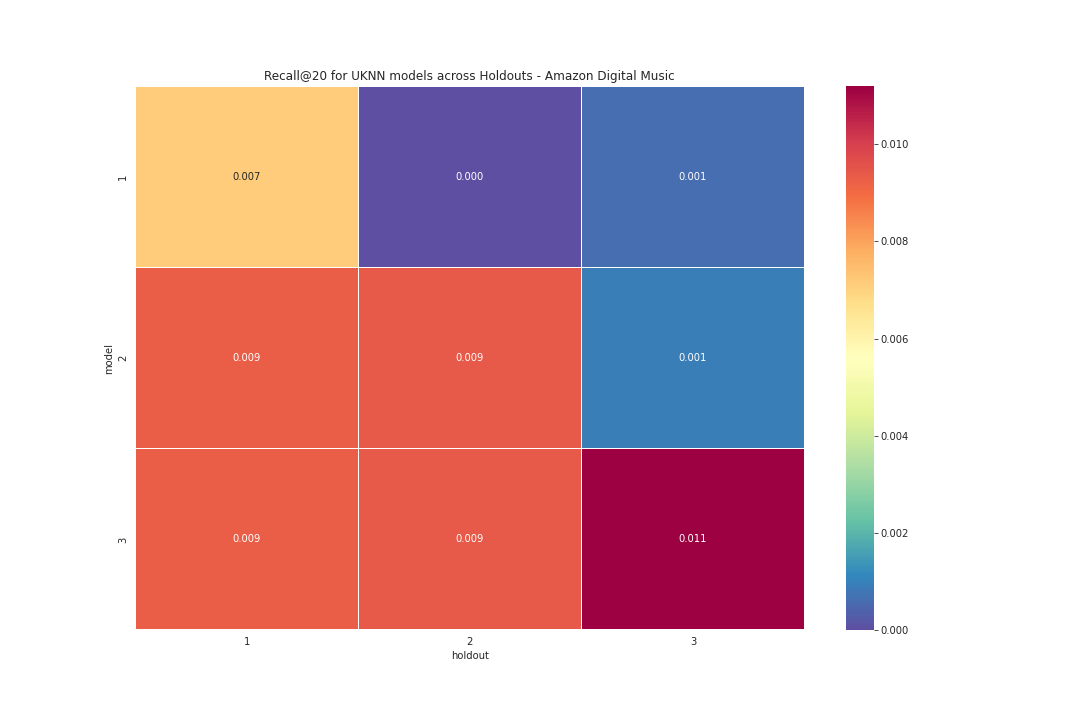 Recall@20 for UKNN models across Holdouts - Amazon Digital Music
0.007 0.000 0.001
0.009 0.009 0.001
0.009 0.009 0.011
1
2
3
model
1 2 3
holdout
0.010
0.008
0.006
0.004
0.002
0.000